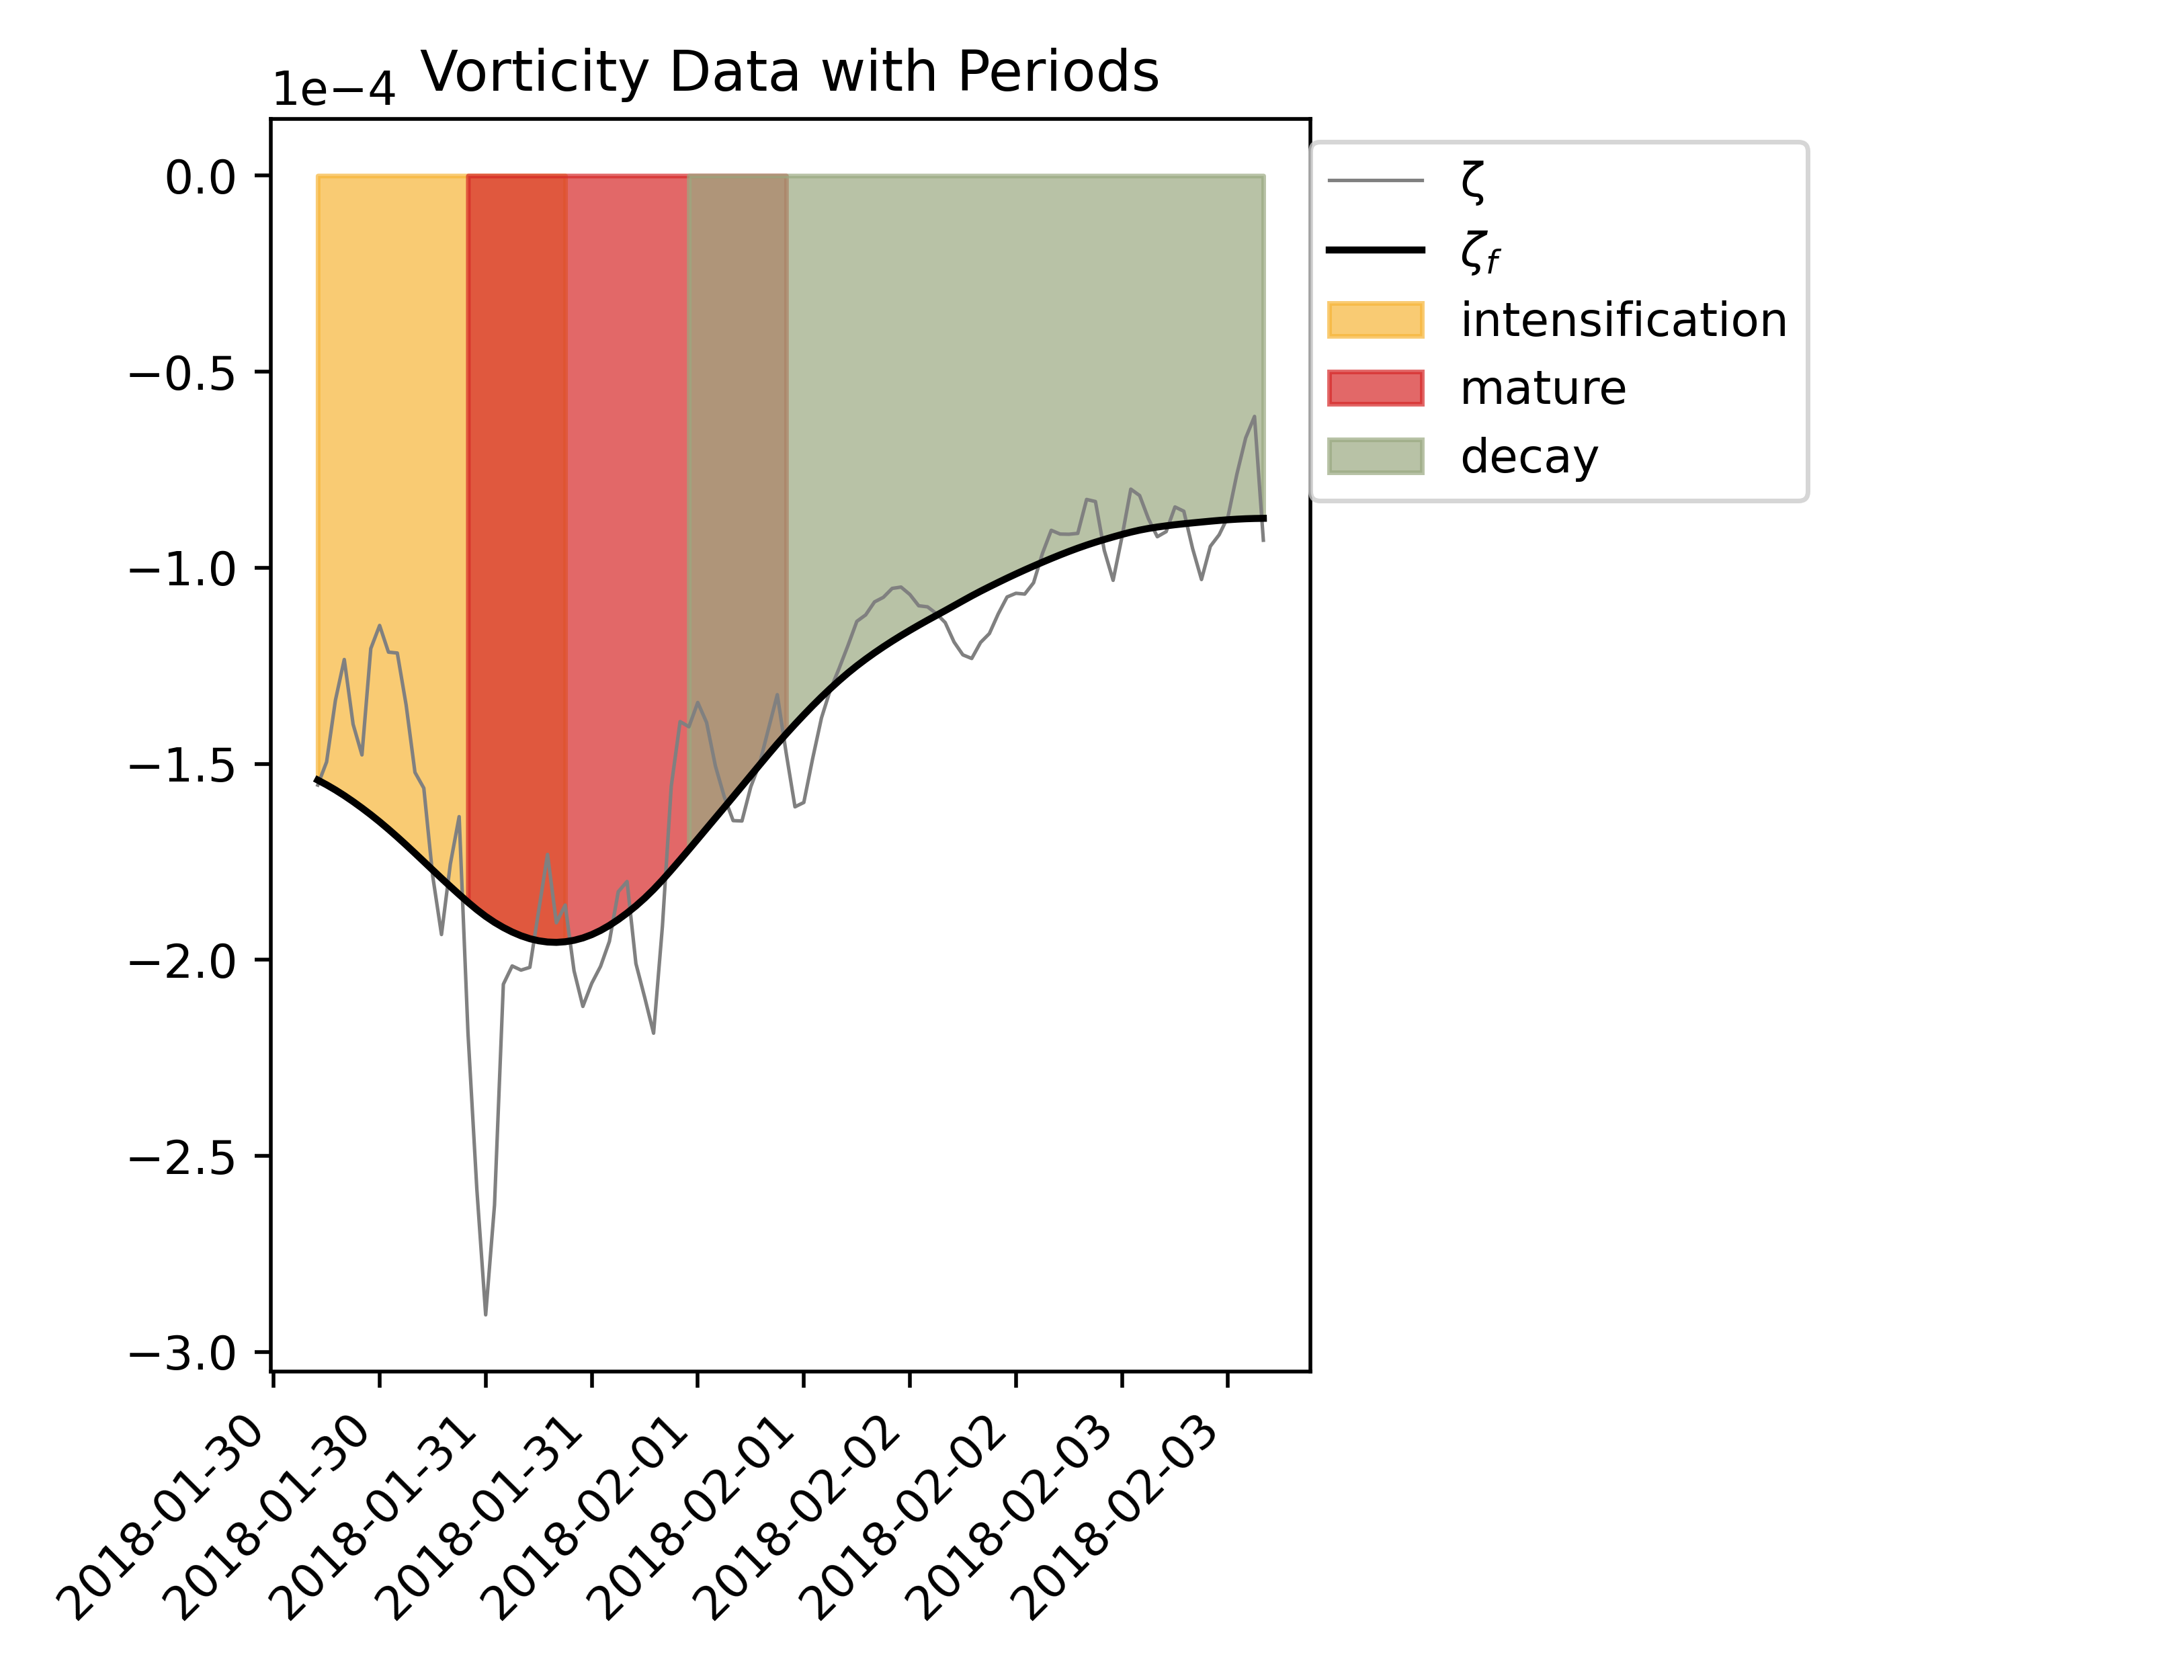 Vorticity Data with Periods
1e−4
0.0
−0.5
−1.0
−1.5
−2.0
−2.5
−3.0
2018-01-30
2018-01-30
2018-01-31
2018-01-31
2018-02-01
2018-02-01
2018-02-02
2018-02-02
2018-02-03
2018-02-03
ζ
ζf
intensification
mature
decay